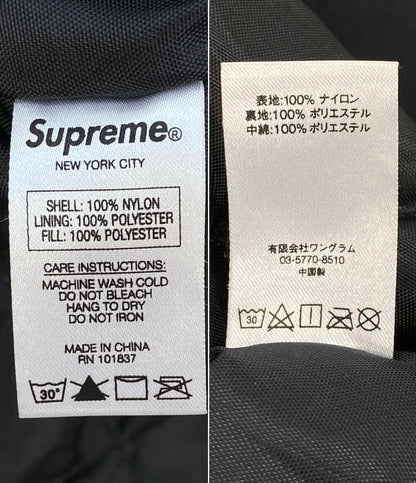 Supreme®
NEW YORK CITY
SHELL: 100% NYLON
LINING: 100% POLYESTER
FILL: 100% POLYESTER
CARE INSTRUCTIONS:
MACHINE WASH COLD
DO NOT BLEACH
HANG TO DRY
DO NOT IRON
MADE IN CHINA
RN 101837
30°
表地:100% ナイロン
裏地:100% ポリエステル
中綿:100% ポリエステル
有限会社ワングラム
03-5770-8510
中国製
30